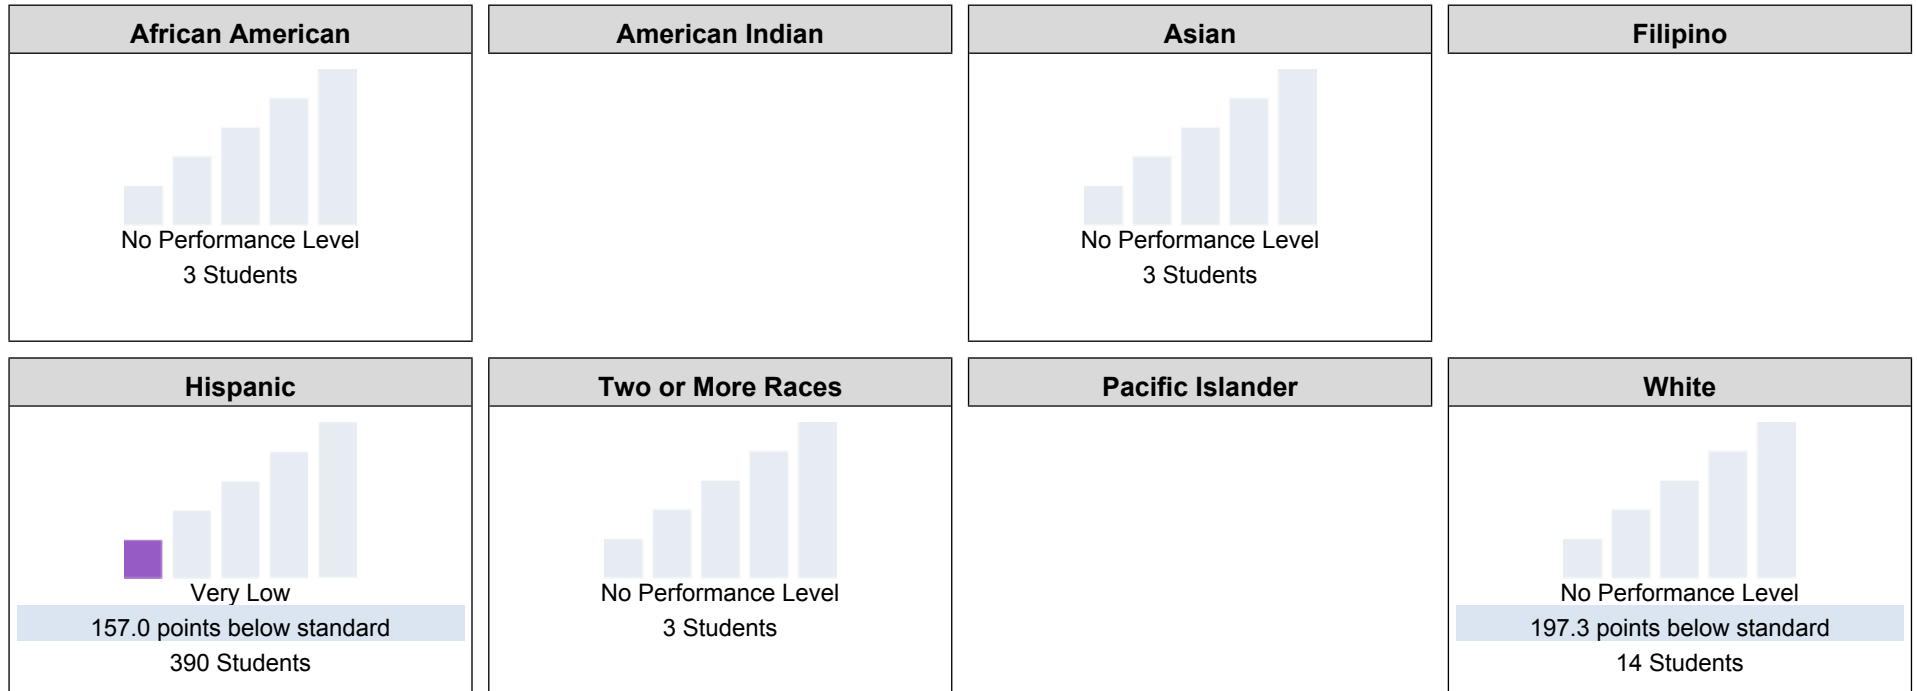 African American
No Performance Level
3 Students
American Indian
Asian
No Performance Level
3 Students
Filipino
Hispanic
Very Low
157.0 points below standard
390 Students
Two or More Races
No Performance Level
3 Students
Pacific Islander
White
No Performance Level
197.3 points below standard
14 Students